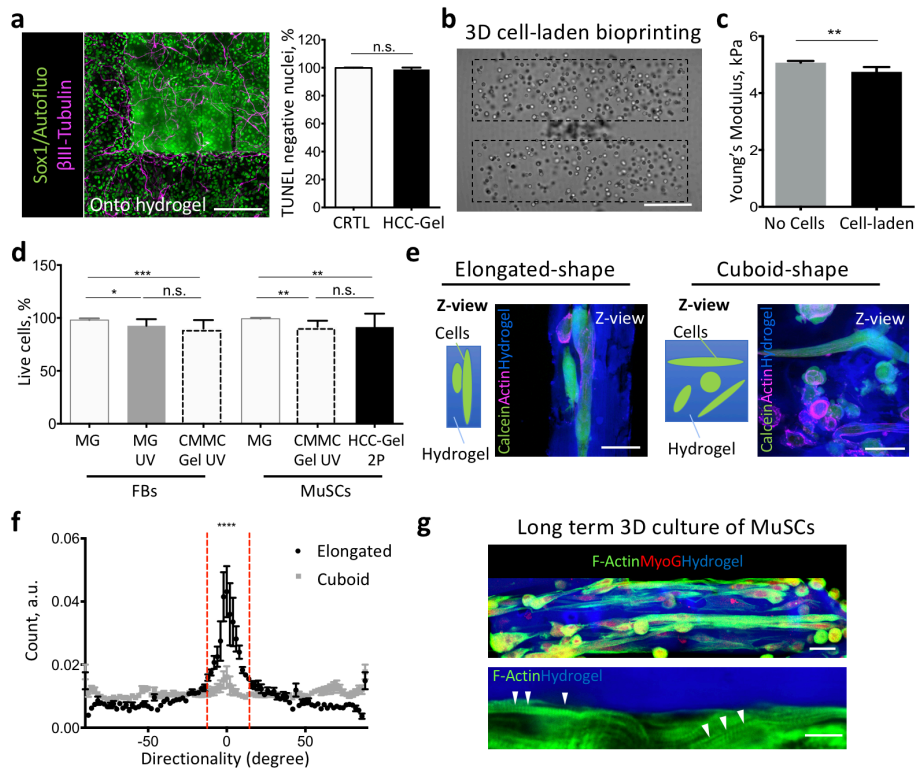 a
Sox1/Autofluo
βIII-Tubulin
Onto hydrogel
TUNEL negative nuclei, %
n.s.
120
100
80
60
40
20
0
CRTL
HCC-Gel
b
3D cell-laden bioprinting
c
Young's Modulus, kPa
**
6
4
2
0
No Cells
Cell-laden
d
Live cells, %
150
100
50
0
***
*
n.s.
**
**
n.s.
MG
MG
UV
CMMC
Gel UV
MG
CMMC
Gel UV
HCC-Gel
2P
FBs
MuSCs
e
Elongated-shape
Z-view
Cells
Hydrogel
CalceinActinHydrogel
Z-view
Cuboid-shape
Z-view
Cells
Hydrogel
CalceinActinHydrogel
Z-view
f
Count, a.u.
0.06
0.04
0.02
0.00
****
Elongated
Cuboid
-50
0
50
Directionality (degree)
g
Long term 3D culture of MuSCs
F-ActinMyoGHydrogel
F-ActinHydrogel